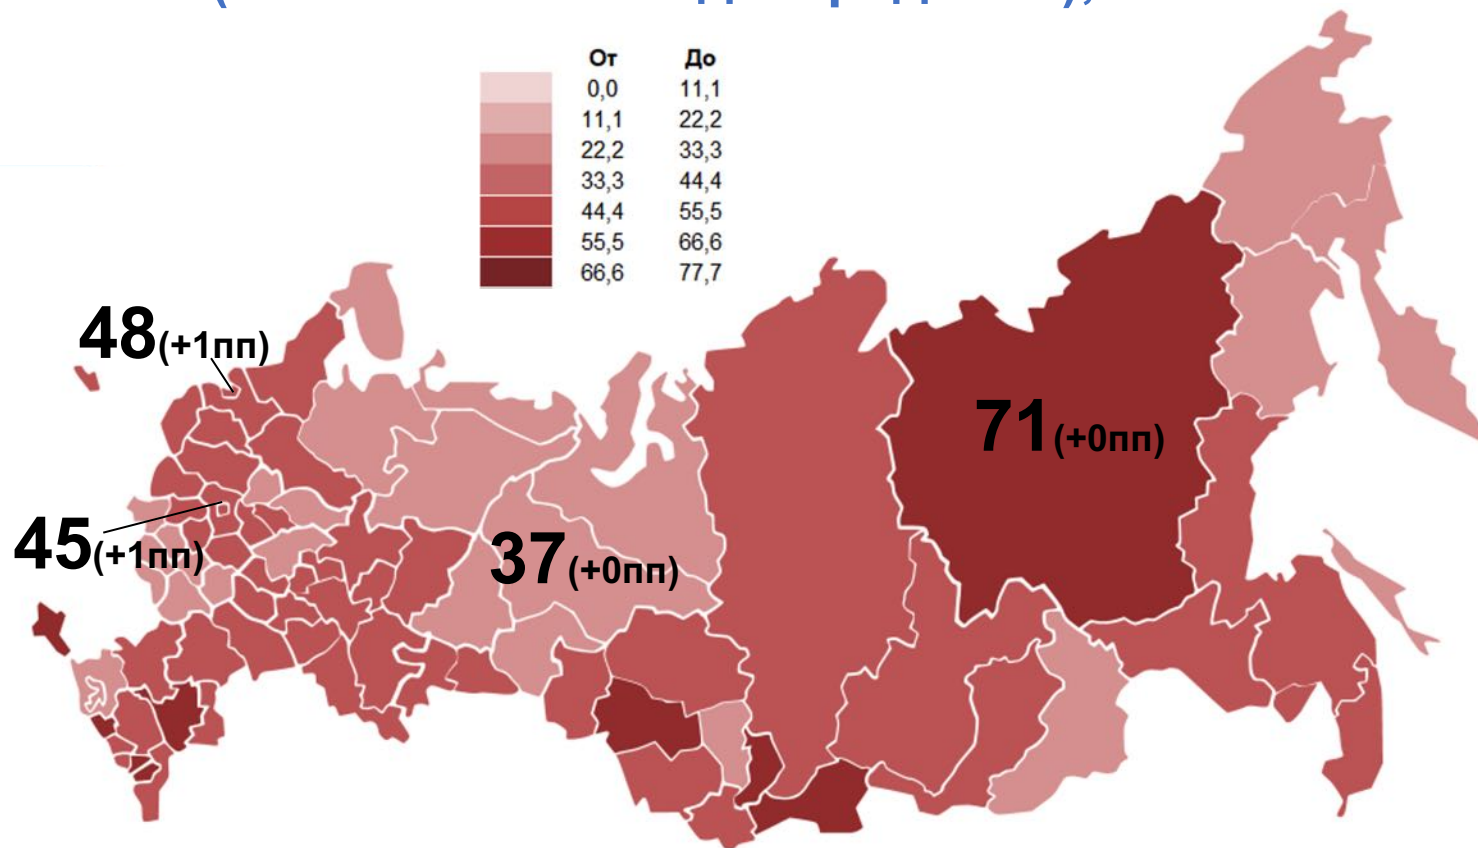 От До
0,0 11,1
11,1 22,2
22,2 33,3
33,3 44,4
44,4 55,5
55,5 66,6
66,6 77,7
48(+1пп)
71(+0пп)
45(+1пп)
37(+0пп)